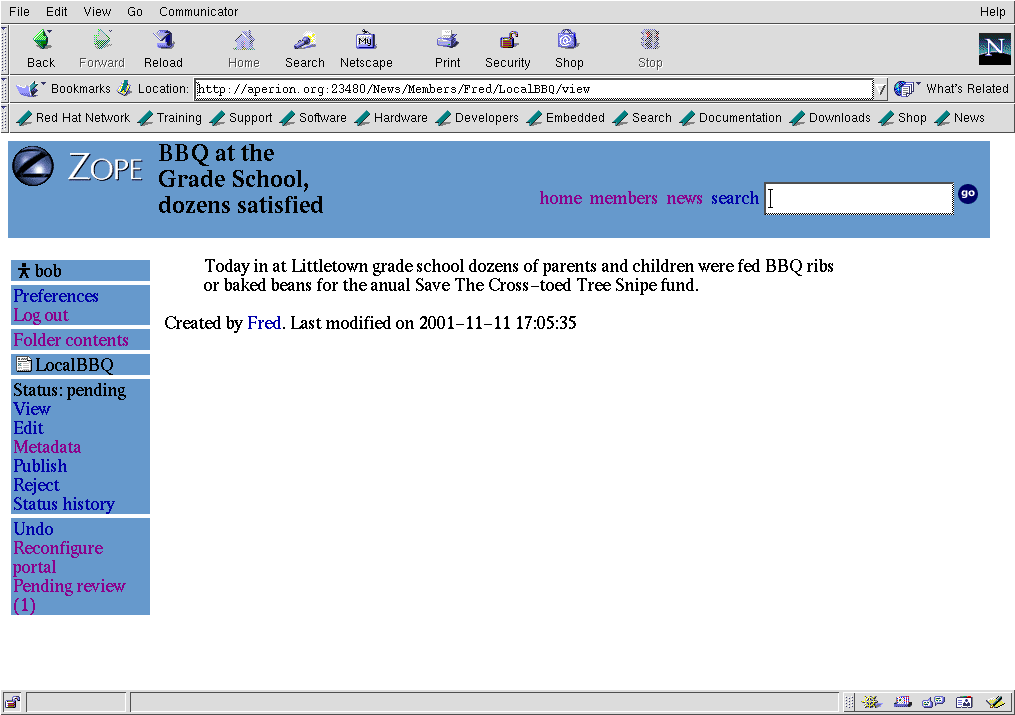 File Edit View Go Communicator Help
Back Forward Reload Home Search Netscape Print Security Shop Stop
My
N
Bookmarks Location: http://aperion.org:23480/News/Members/Fred/LocalBBQ/view What's Related
Red Hat Network Training Support Software Hardware Developers Embedded Search Documentation Downloads Shop News
ZOPE
BBQ at the
Grade School,
dozens satisfied
home members news search go
bob
Preferences
Log out
Folder contents
LocalBBQ
Status: pending
View
Edit
Metadata
Publish
Reject
Status history
Undo
Reconfigure
portal
Pending review
(1)
Today in at Littletown grade school dozens of parents and children were fed BBQ ribs
or baked beans for the anual Save The Cross-toed Tree Snipe fund.
Created by Fred. Last modified on 2001-11-11 17:05:35